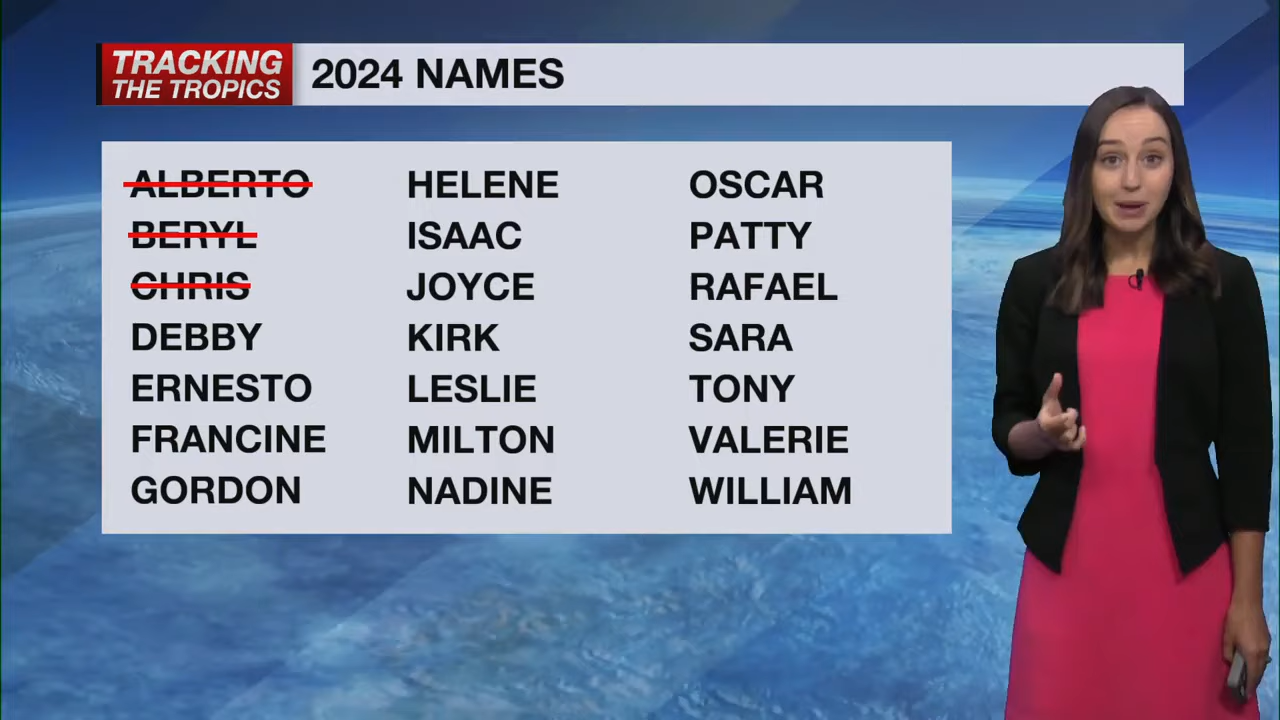 TRACKING
THE TROPICS
2024 NAMES
ALBERTO
BERYL
CHRIS
DEBBY
ERNESTO
FRANCINE
GORDON
HELENE
ISAAC
JOYCE
KIRK
LESLIE
MILTON
NADINE
OSCAR
PATTY
RAFAEL
SARA
TONY
VALERIE
WILLIAM